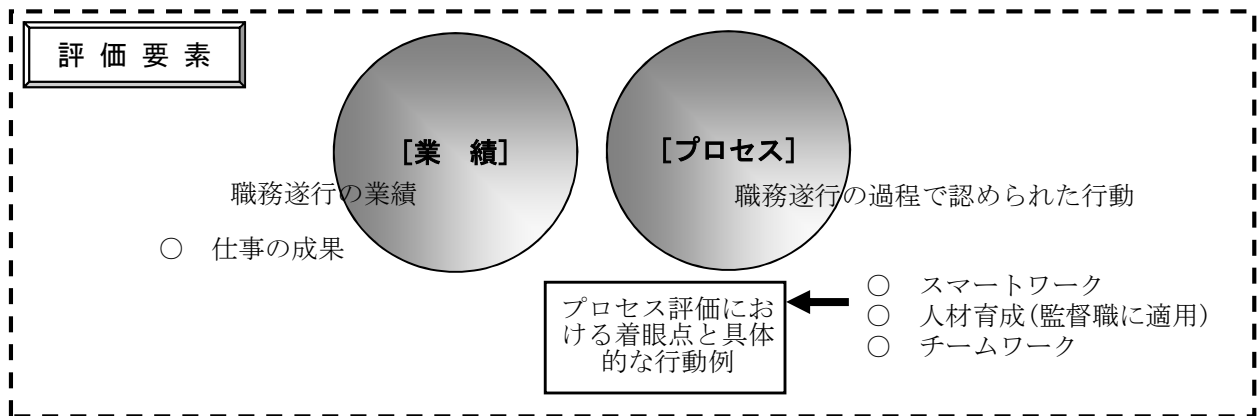 評価要素
[業　績]
[プロセス]
職務遂行の業績
職務遂行の過程で認められた行動
○　仕事の成果
プロセス評価にお
ける着眼点と具体
的な行動例
○　スマートワーク
○　人材育成(監督職に適用)
○　チームワーク